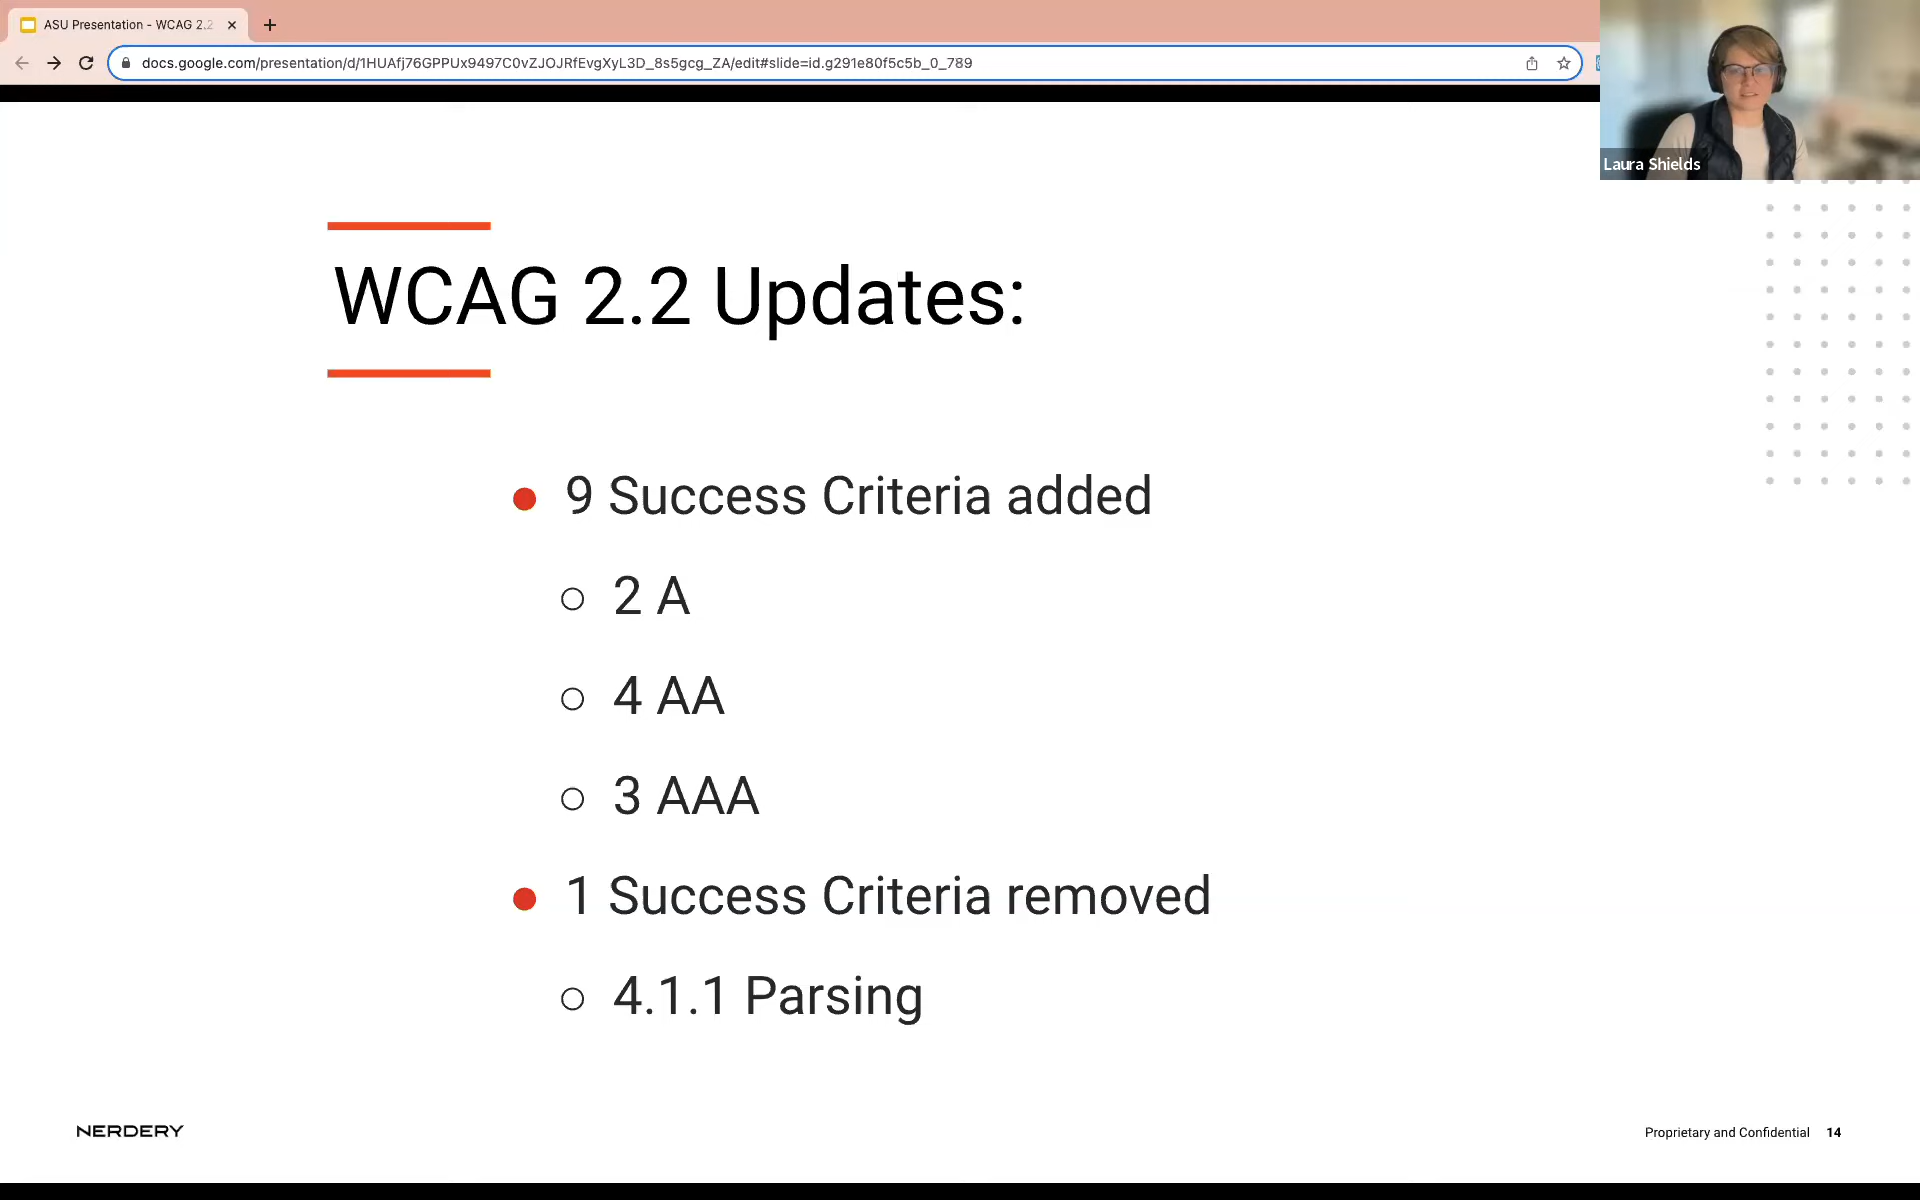 ASU Presentation - WCAG 2.2
docs.google.com/presentation/d/1HUAfj76GPPUx9497C0vZJOJRfEvgXyL3D_8s5gcg_ZA/edit#slide=id.g291e80f5c5b_0_789
Laura Shields
WCAG 2.2 Updates:
9 Success Criteria added
2 A
4 AA
3 AAA
1 Success Criteria removed
4.1.1 Parsing
NERDERY
Proprietary and Confidential 14